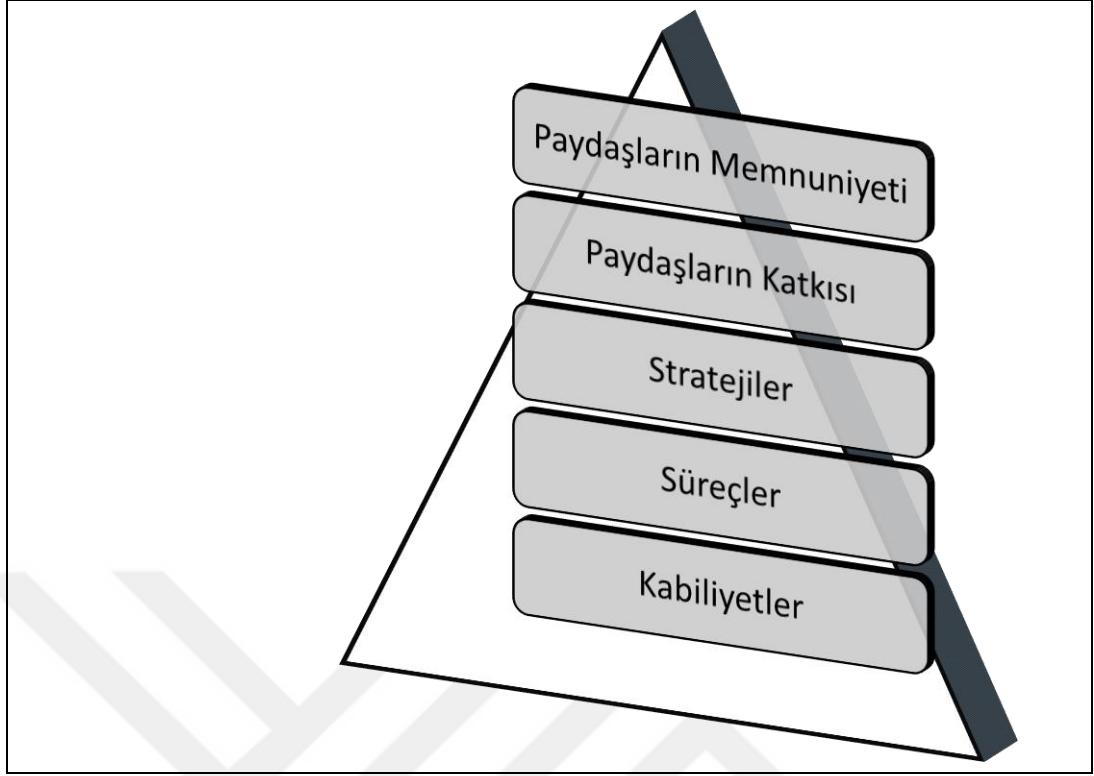 Paydaşların Memnuniyeti
Paydaşların Katkısı
Stratejiler
Süreçler
Kabiliyetler